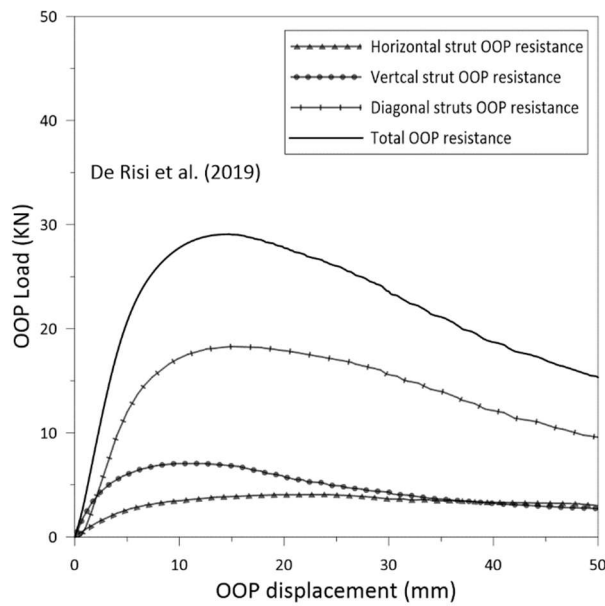 50
40
30
20
10
0
OOP Load (KN)
Horizontal strut OOP resistance
Vertcal strut OOP resistance
Diagonal struts OOP resistance
Total OOP resistance
De Risi et al. (2019)
0 10 20 30 40 50
OOP displacement (mm)